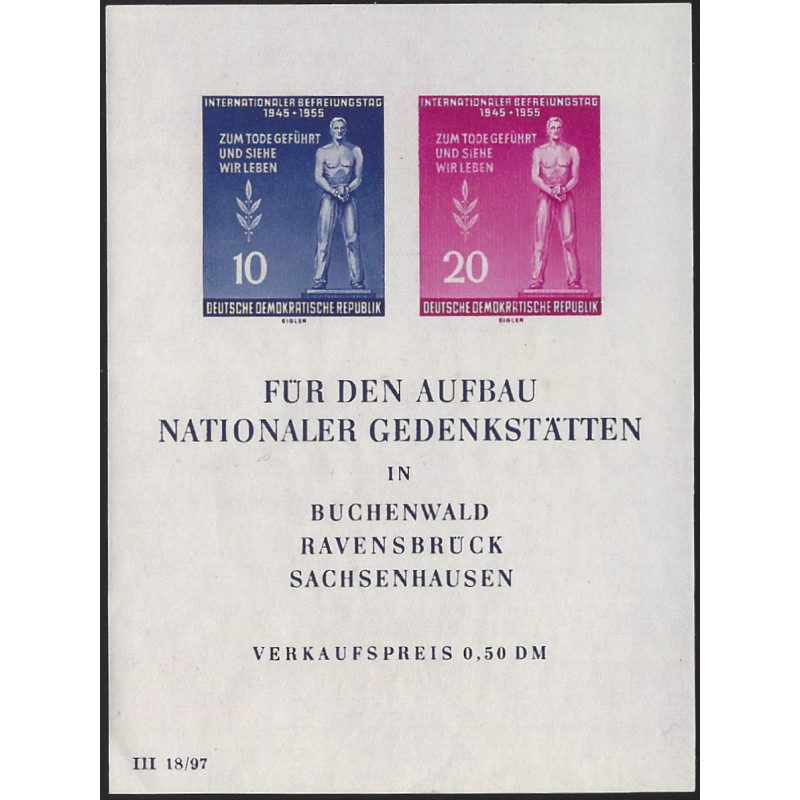 INTERNATIONALER BEFREIUNGSTAG
1945 • 1955
ZUM TODE GEFÜHRT
UND SIEHE
WIR LEBEN
10
DEUTSCHE DEMOKRATISCHE REPUBLIK
EIGLER
INTERNATIONALER BEFREIUNGSTAG
1945 • 1955
ZUM TODE GEFÜHRT
UND SIEHE
WIR LEBEN
20
DEUTSCHE DEMOKRATISCHE REPUBLIK
EIGLER
FÜR DEN AUFBAU
NATIONALER GEDENKSTÄTTEN
IN
BUCHENWALD
RAVENSBRÜCK
SACHSENHAUSEN
VERKAUFSPREIS 0,50 DM
III 18/97